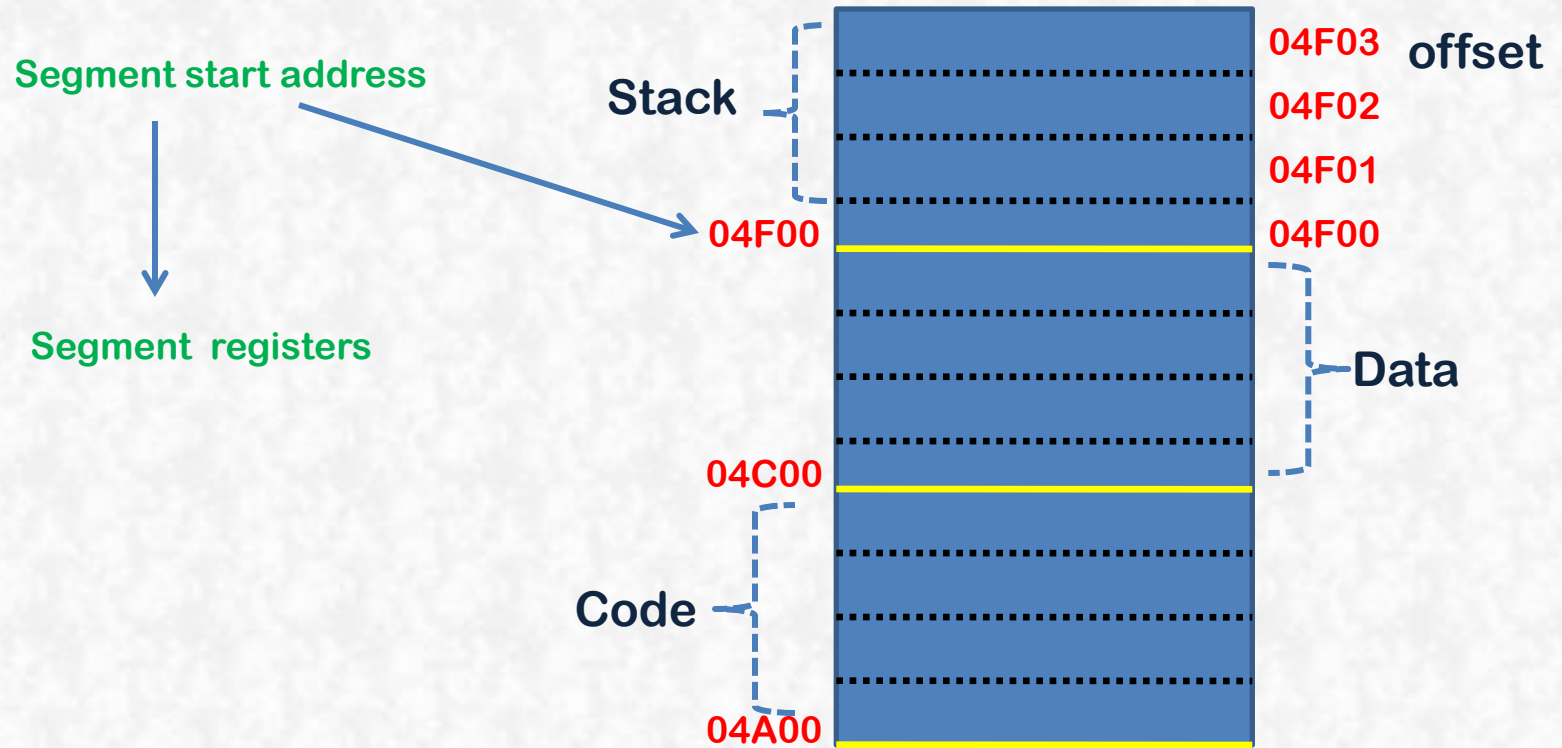 04F03 offset
Segment start address
Stack
04F02
04F01
04F00
04F00
Segment  registers
Data
04C00
Code
04A00